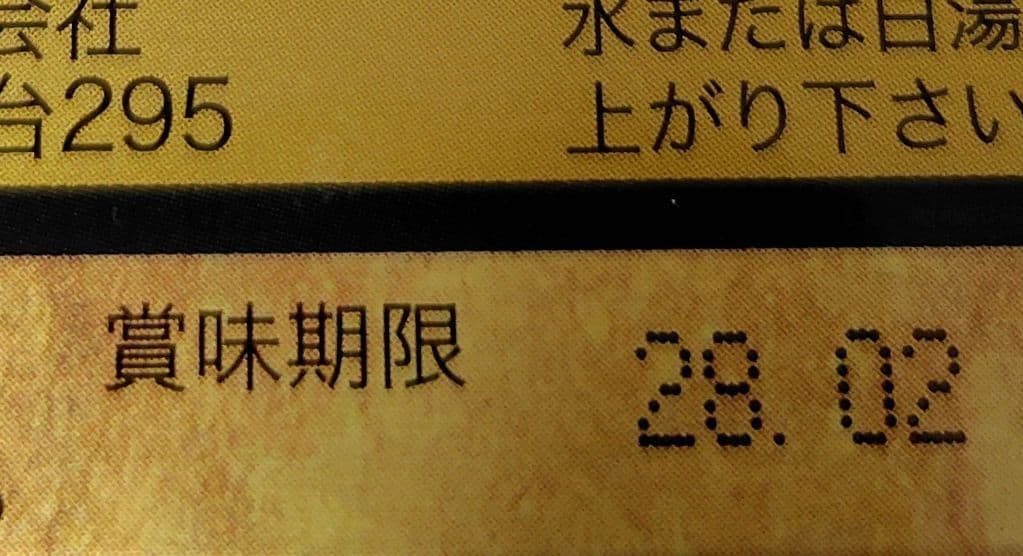 会社
台295
水または白湯
上がり下さい
賞味期限 28. 02